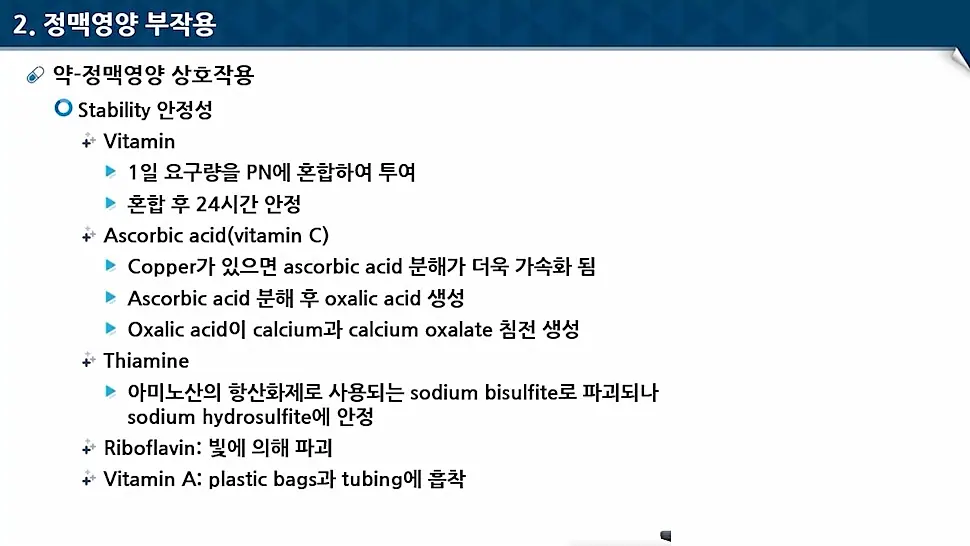 2. 정맥영양 부작용
약-정맥영양 상호작용
Stability 안정성
Vitamin
1일 요구량을 PN에 혼합하여 투여
혼합 후 24시간 안정
Ascorbic acid(vitamin C)
Copper가 있으면 ascorbic acid 분해가 더욱 가속화 됨
Ascorbic acid 분해 후 oxalic acid 생성
Oxalic acid이 calcium과 calcium oxalate 침전 생성
Thiamine
아미노산의 항산화제로 사용되는 sodium bisulfite로 파괴되나
sodium hydrosulfite에 안정
Riboflavin: 빛에 의해 파괴
Vitamin A: plastic bags과 tubing에 흡착